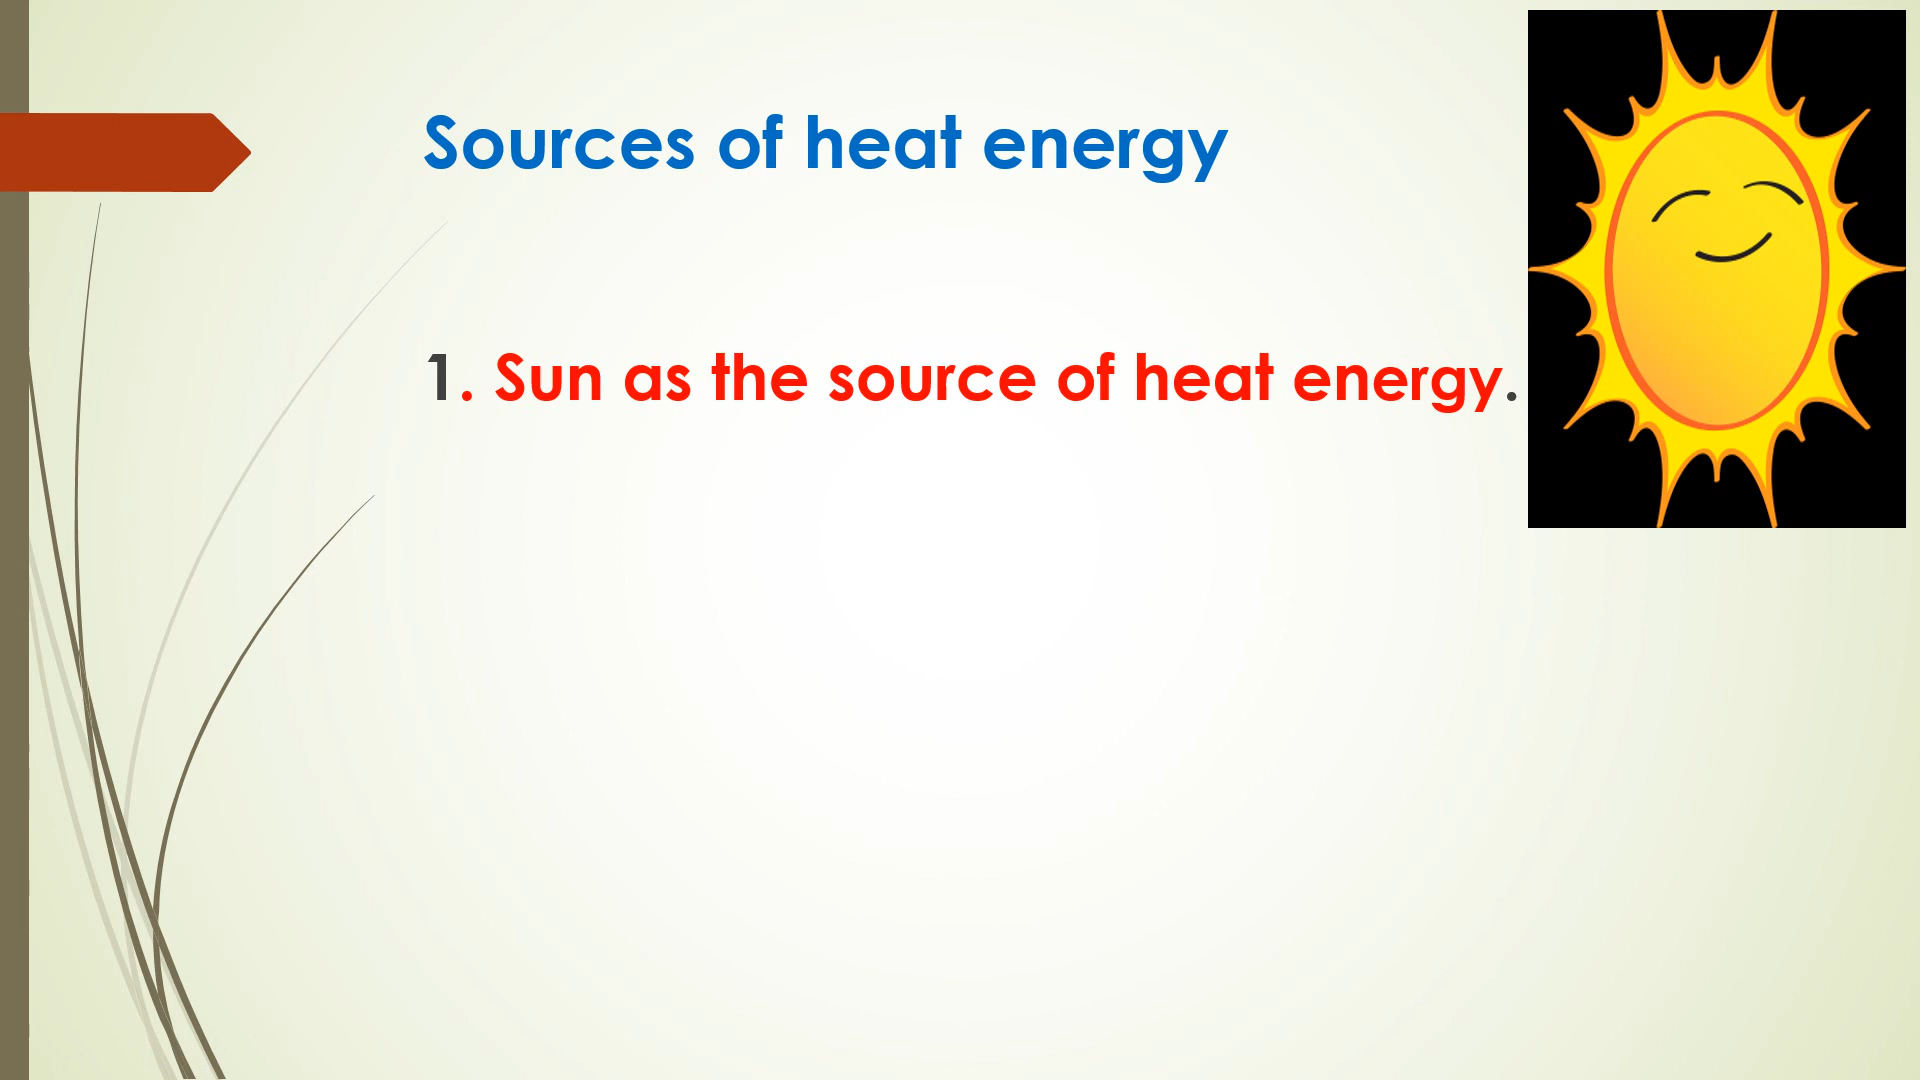 Sources of heat energy
1. Sun as the source of heat energy.